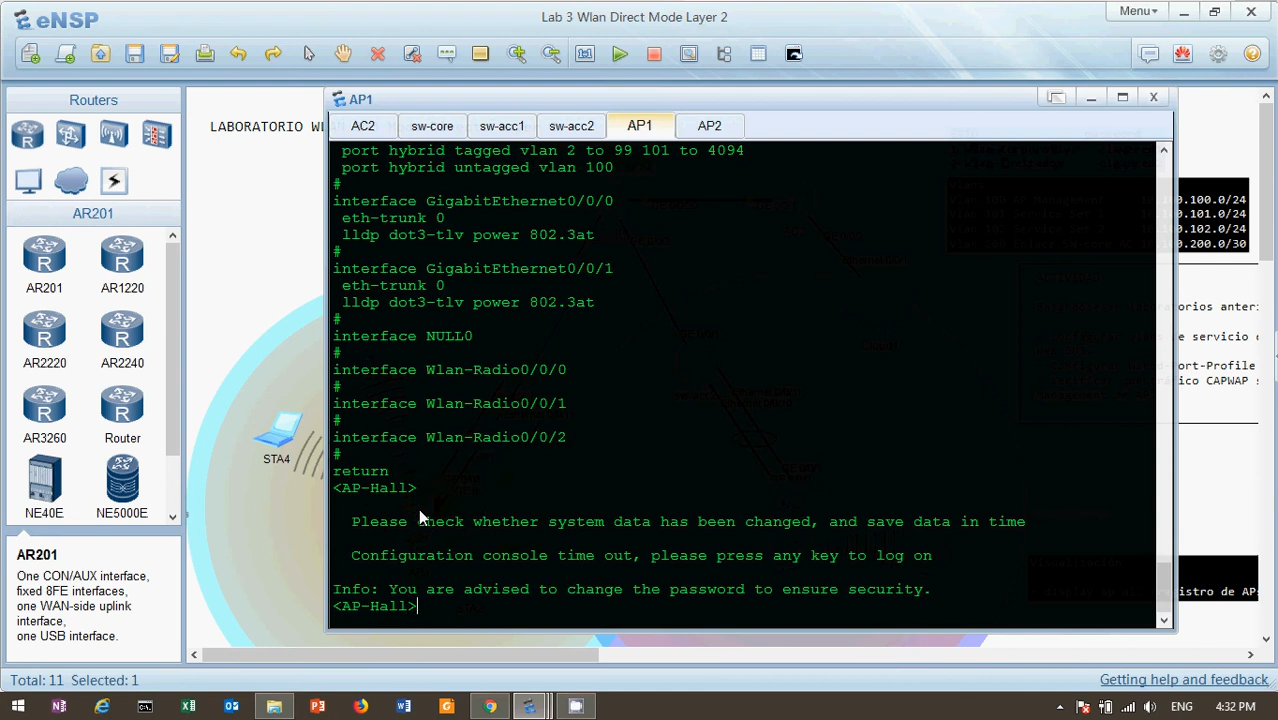 eNSP
Lab 3 Wlan Direct Mode Layer 2
Menu
Routers
AR201
AR201
AR1220
AR2220
AR2240
AR3260
Router
NE40E
NE5000E
AR201
One CON/AUX interface,
fixed 8FE interfaces,
one WAN-side uplink
interface,
one USB interface.
LABORATORIO
STA4
AP1
AC2
sw-core
sw-acc1
sw-acc2
AP1
AP2
port hybrid tagged vlan 2 to 99 101 to 4094
port hybrid untagged vlan 100
#
interface GigabitEthernet0/0/0
eth-trunk 0
lldp dot3-tlv power 802.3at
#
interface GigabitEthernet0/0/1
eth-trunk 0
lldp dot3-tlv power 802.3at
#
interface NULL0
#
interface Wlan-Radio0/0/0
#
interface Wlan-Radio0/0/1
#
interface Wlan-Radio0/0/2
#
return
<AP-Hall>
Please check whether system data has been changed, and save data in time
Configuration console time out, please press any key to log on
Info: You are advised to change the password to ensure security.
<AP-Hall>
.100.0/24
.101.0/24
.102.0/24
.200.0/30
Total: 11 Selected: 1
Getting help and feedback
ENG
4:32 PM